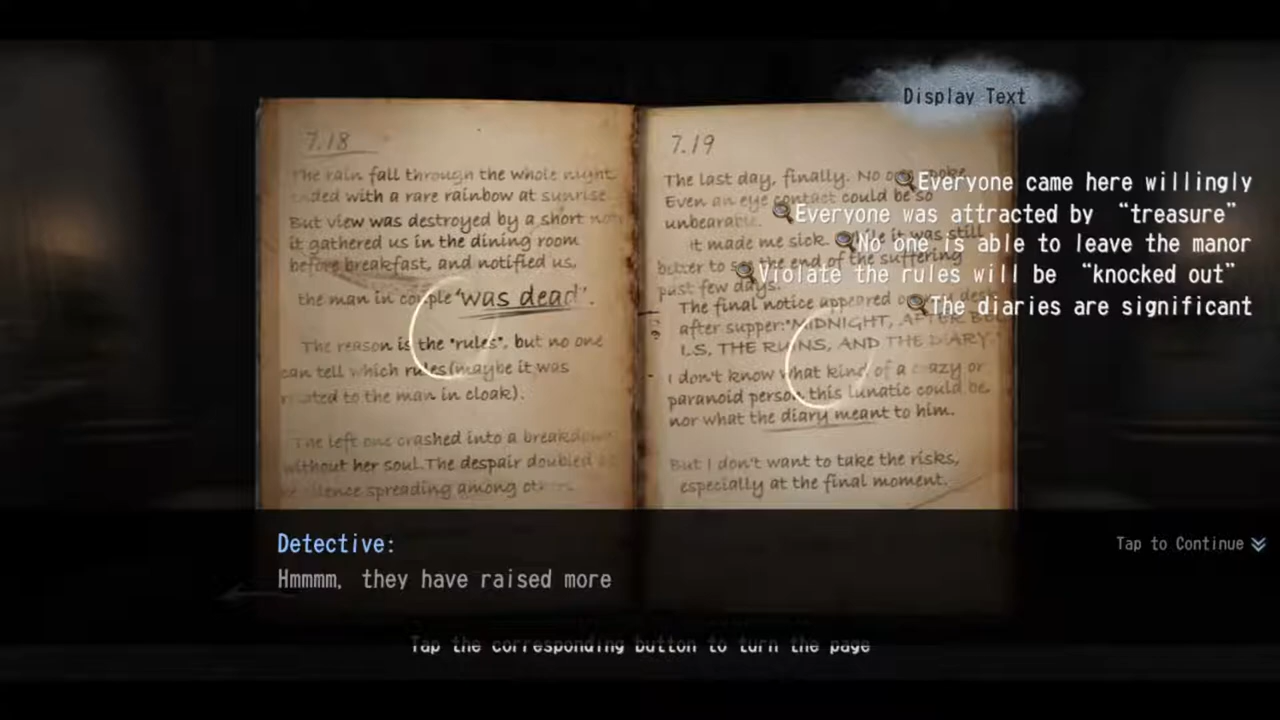 Display Text
7.18
The rain fall through the whole night
ended with a rare rainbow at sunrise.
But view was destroyed by a short
it gathered us in the dining room
before breakfast, and notified us,
the man in couple "was dead".
The reason is the "rules", but no one
can tell which rules(maybe it was
related to the man in cloak).
The left one crashed into a breakdown
without her soul. The despair doubled
silence spreading among
7.19
The last day, finally. No one spoke
Even an eye contact could be so
unbearable.
it made me sick. while it was still
better to see the end of the suffering
past few days.
The final notice appeared
after supper:"MIDNIGHT, AFTER
THE RUINS, AND THE DIARY."
I don't know what kind of a crazy or
paranoid person this lunatic could be,
nor what the diary meant to him.
But I don't want to take the risks,
especially at the final moment.
Everyone came here willingly
Everyone was attracted by "treasure"
No one is able to leave the manor
Violate the rules will be "knocked out"
The diaries are significant
Detective:
Hmmmm, they have raised more
Tap to Continue
Tap the corresponding button to turn the page